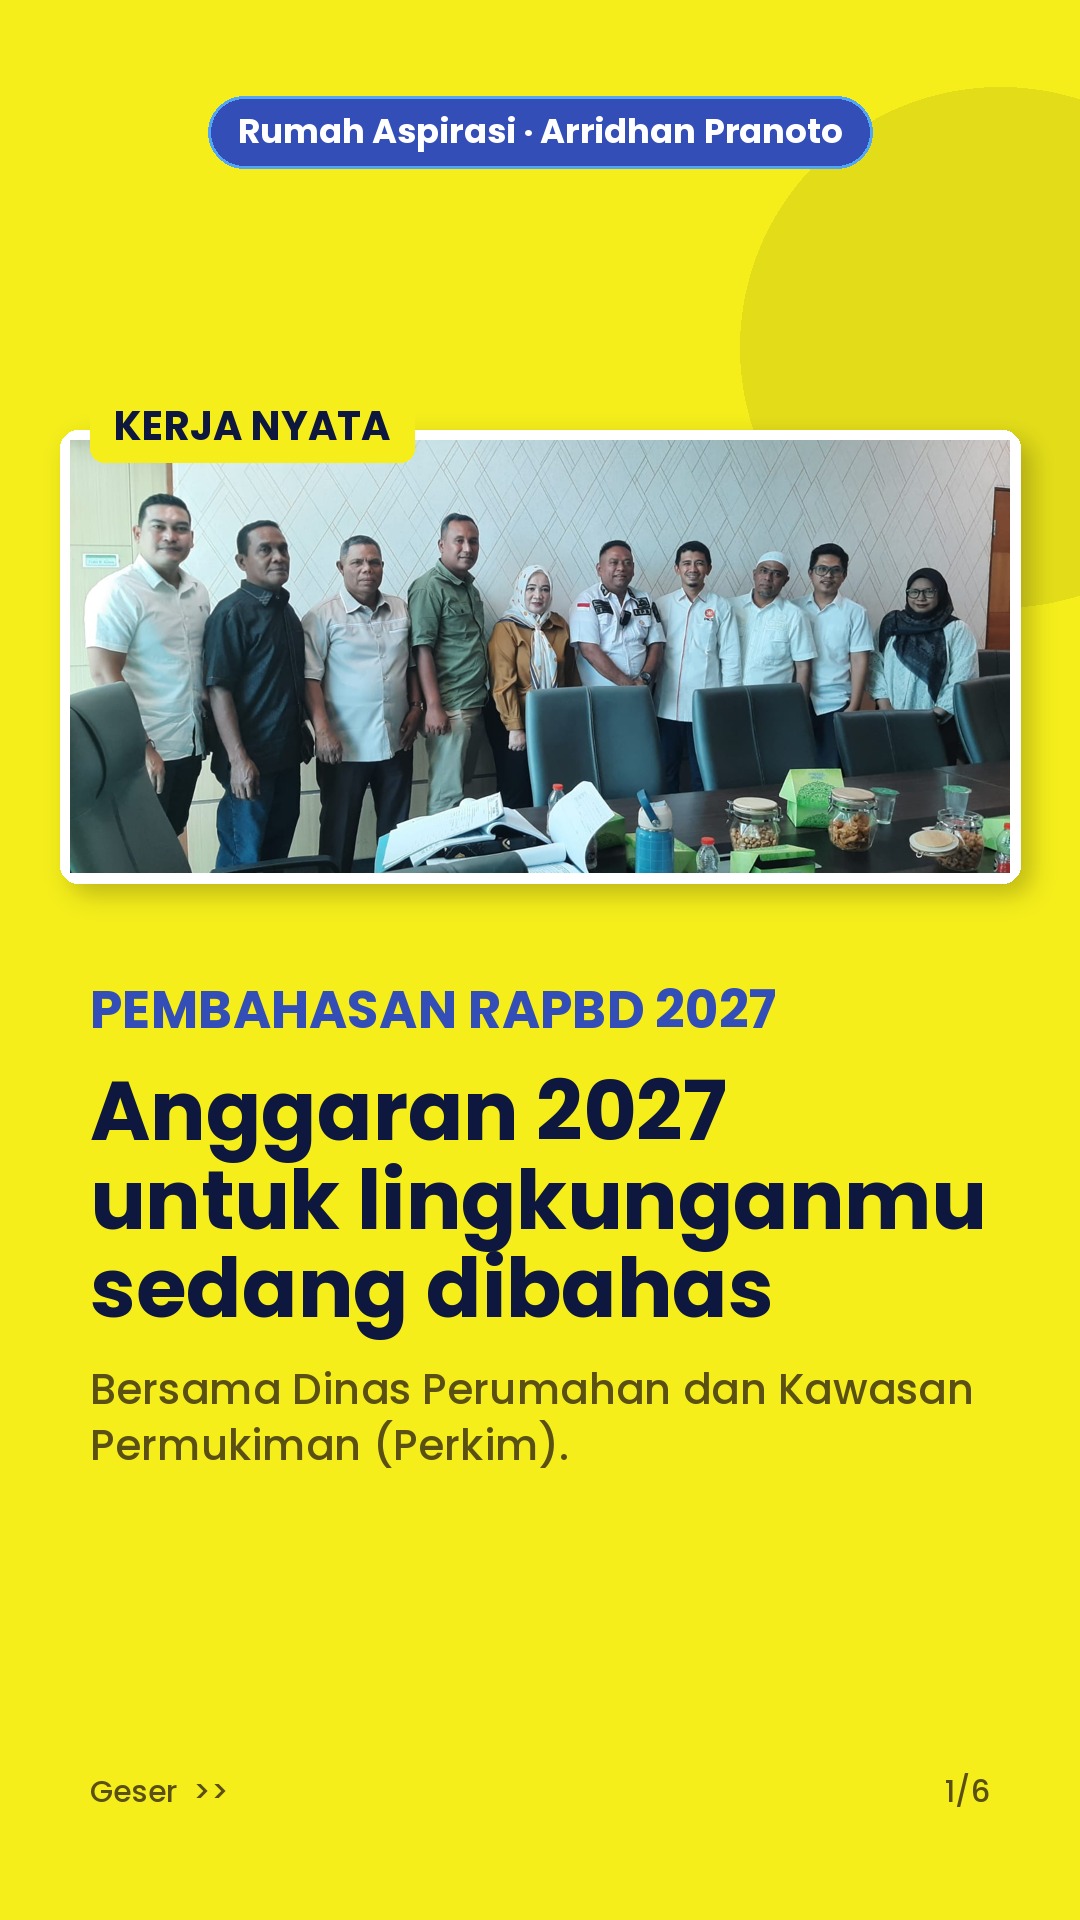 Rumah Aspirasi · Arridhan Pranoto
KERJA NYATA
PEMBAHASAN RAPBD 2027
Anggaran 2027
untuk lingkunganmu
sedang dibahas
Bersama Dinas Perumahan dan Kawasan
Permukiman (Perkim).
Geser >>
1/6